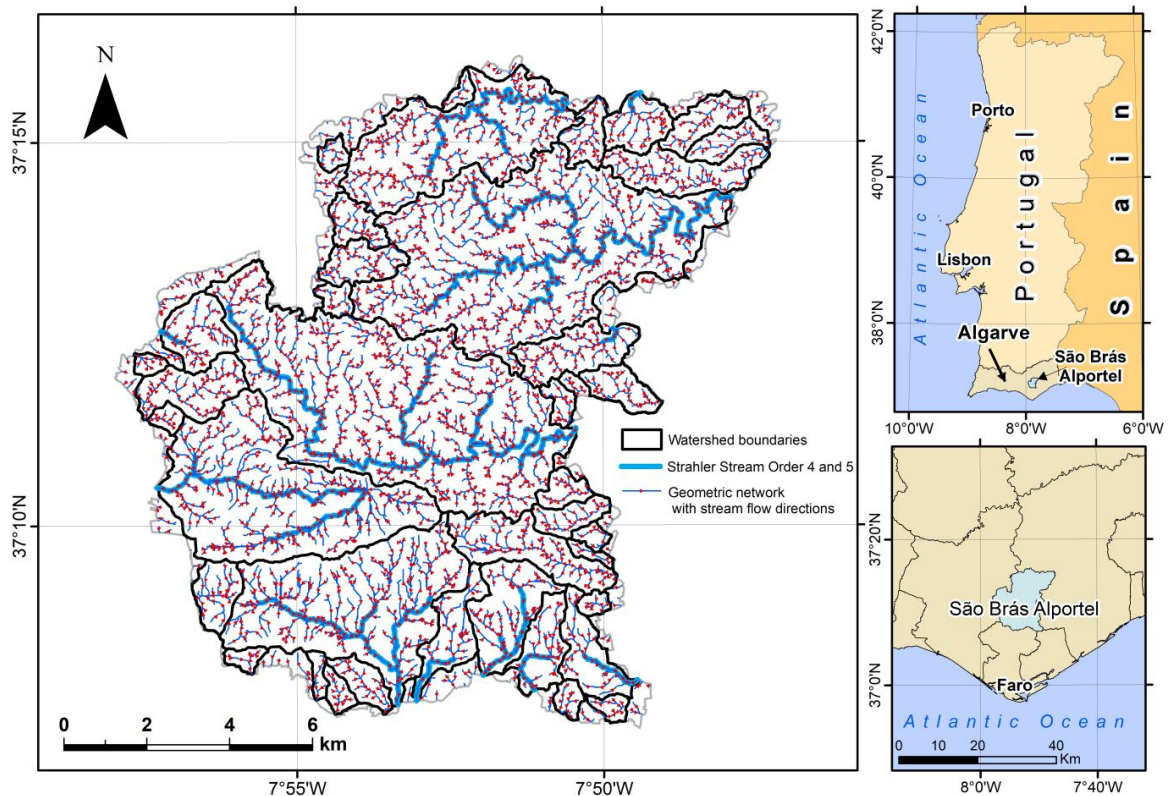 N
37°15'N
37°10'N
7°55'W
7°50'W
0 2 4 6
km
Watershed boundaries
Strahler Stream Order 4 and 5
Geometric network
with stream flow directions
42°0'N
40°0'N
38°0'N
10°0'W
8°0'W
6°0'W
Atlantic Ocean
Atlantic Ocean
Porto
Portugal
Spain
Lisbon
Algarve
São Brás
Alportel
37°20'N
37°0'N
São Brás Alportel
Faro
Atlantic Ocean
0 10 20 40
Km
8°0'W
7°40'W